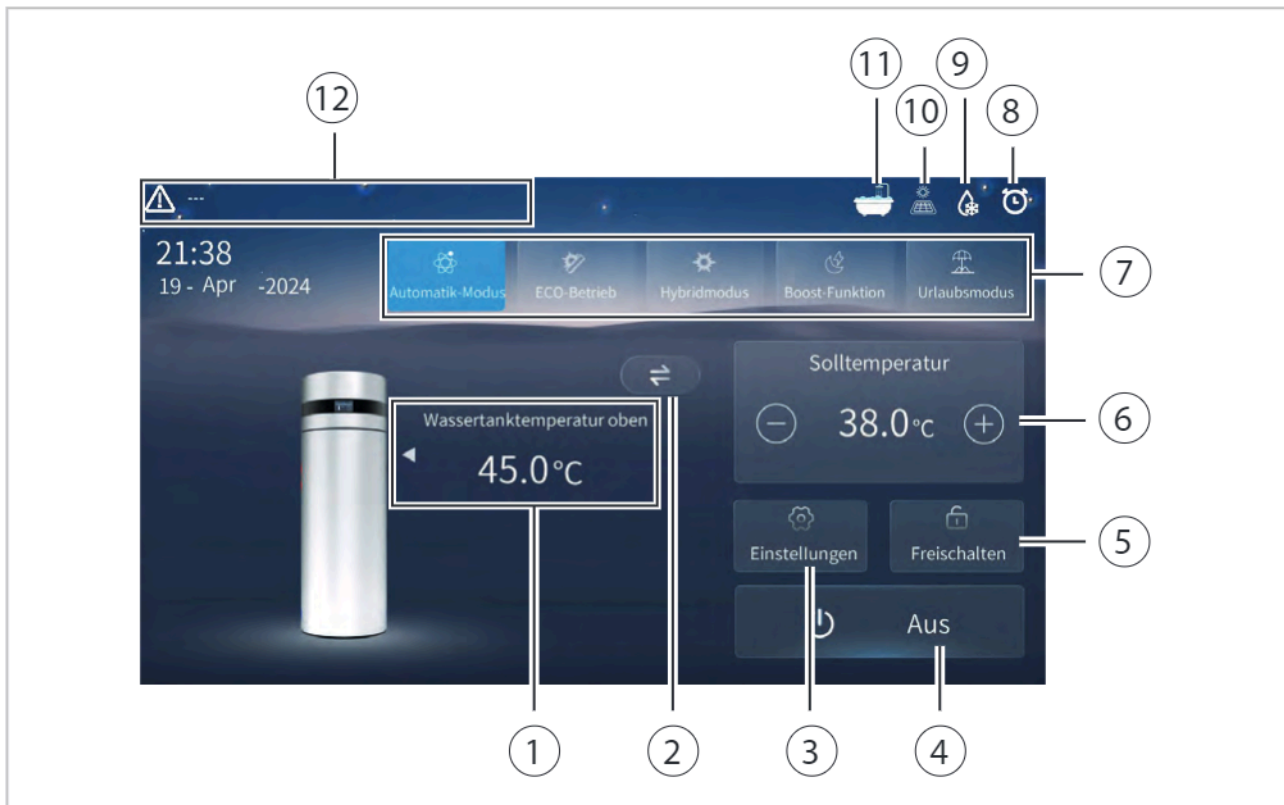 11
9
12
10
8
---
21:38
19 - Apr -2024
Automatik-Modus
ECO-Betrieb
Hybridmodus
Boost-Funktion
Urlaubsmodus
7
Solltemperatur
38.0°C
6
Wassertanktemperatur oben
45.0°C
Einstellungen
Freischalten
5
Aus
1
2
3
4